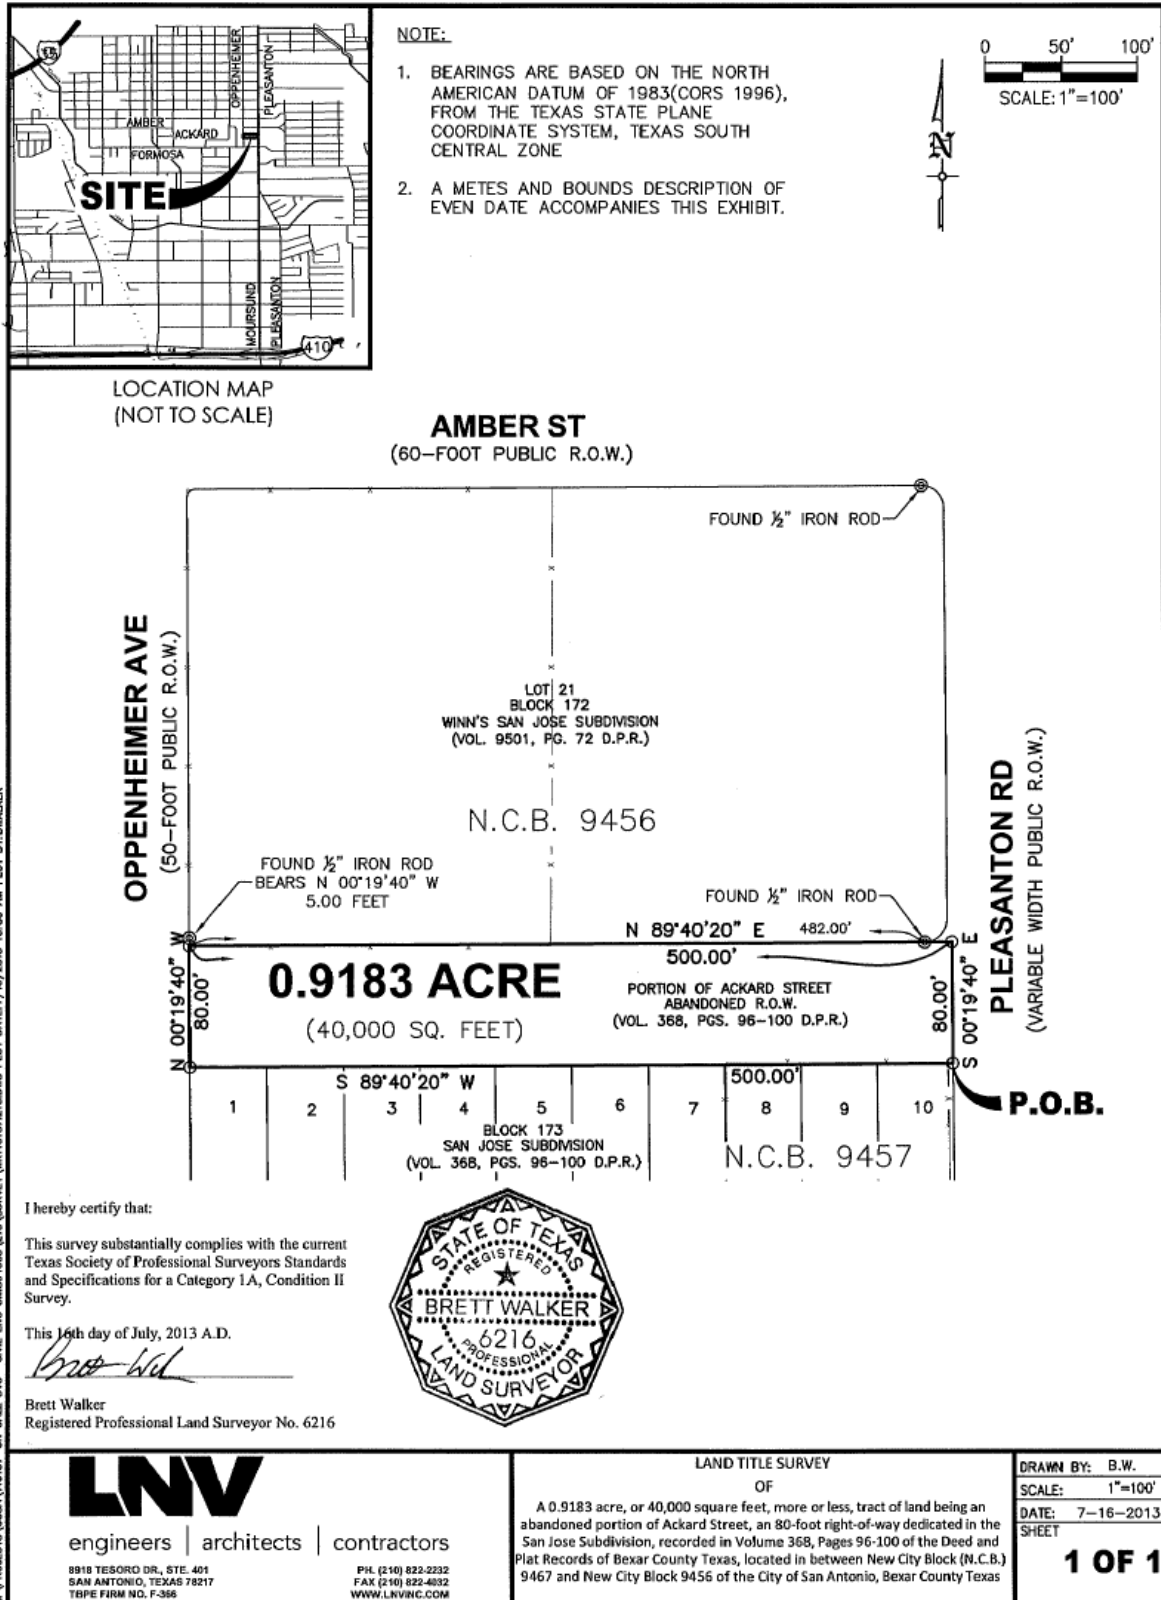 35
OPPENHEIMER
PLEASANTON
AMBER
ACKARD
FORMOSA
SITE
MOURSUND
PLEASANTON
410
LOCATION MAP
(NOT TO SCALE)
NOTE:
1. BEARINGS ARE BASED ON THE NORTH
AMERICAN DATUM OF 1983(CORS 1996),
FROM THE TEXAS STATE PLANE
COORDINATE SYSTEM, TEXAS SOUTH
CENTRAL ZONE
2. A METES AND BOUNDS DESCRIPTION OF
EVEN DATE ACCOMPANIES THIS EXHIBIT.
0 50' 100'
SCALE: 1"=100'
N
AMBER ST
(60-FOOT PUBLIC R.O.W.)
FOUND ½" IRON ROD
OPPENHEIMER AVE
(50-FOOT PUBLIC R.O.W.)
LOT 21
BLOCK 172
WINN'S SAN JOSE SUBDIVISION
(VOL. 9501, PG. 72 D.P.R.)
N.C.B. 9456
PLEASANTON RD
(VARIABLE WIDTH PUBLIC R.O.W.)
FOUND ½" IRON ROD
BEARS N 00°19'40" W
5.00 FEET
FOUND ½" IRON ROD
N 89°40'20" E 482.00'
500.00'
N 00°19'40" W
80.00'
0.9183 ACRE
(40,000 SQ. FEET)
PORTION OF ACKARD STREET
ABANDONED R.O.W.
(VOL. 368, PGS. 96-100 D.P.R.)
80.00'
S 00°19'40" E
S 89°40'20" W 500.00'
P.O.B.
1 2 3 4 5 6 7 8 9 10
BLOCK 173
SAN JOSE SUBDIVISION
(VOL. 368, PGS. 96-100 D.P.R.)
N.C.B. 9457
I hereby certify that:
This survey substantially complies with the current
Texas Society of Professional Surveyors Standards
and Specifications for a Category 1A, Condition II
Survey.
This 16th day of July, 2013 A.D.
Brett Walker
Registered Professional Land Surveyor No. 6216
STATE OF TEXAS
REGISTERED
BRETT WALKER
6216
PROFESSIONAL
LAND SURVEYOR
LNV
engineers | architects | contractors
8918 TESORO DR., STE. 401
SAN ANTONIO, TEXAS 78217
TBPE FIRM NO. F-366
PH. (210) 822-2232
FAX (210) 822-4032
WWW.LNVINC.COM
LAND TITLE SURVEY
OF
A 0.9183 acre, or 40,000 square feet, more or less, tract of land being an
abandoned portion of Ackard Street, an 80-foot right-of-way dedicated in the
San Jose Subdivision, recorded in Volume 368, Pages 96-100 of the Deed and
Plat Records of Bexar County Texas, located in between New City Block (N.C.B.)
9467 and New City Block 9456 of the City of San Antonio, Bexar County Texas
DRAWN BY: B.W.
SCALE: 1"=100'
DATE: 7-16-2013
SHEET
1 OF 1